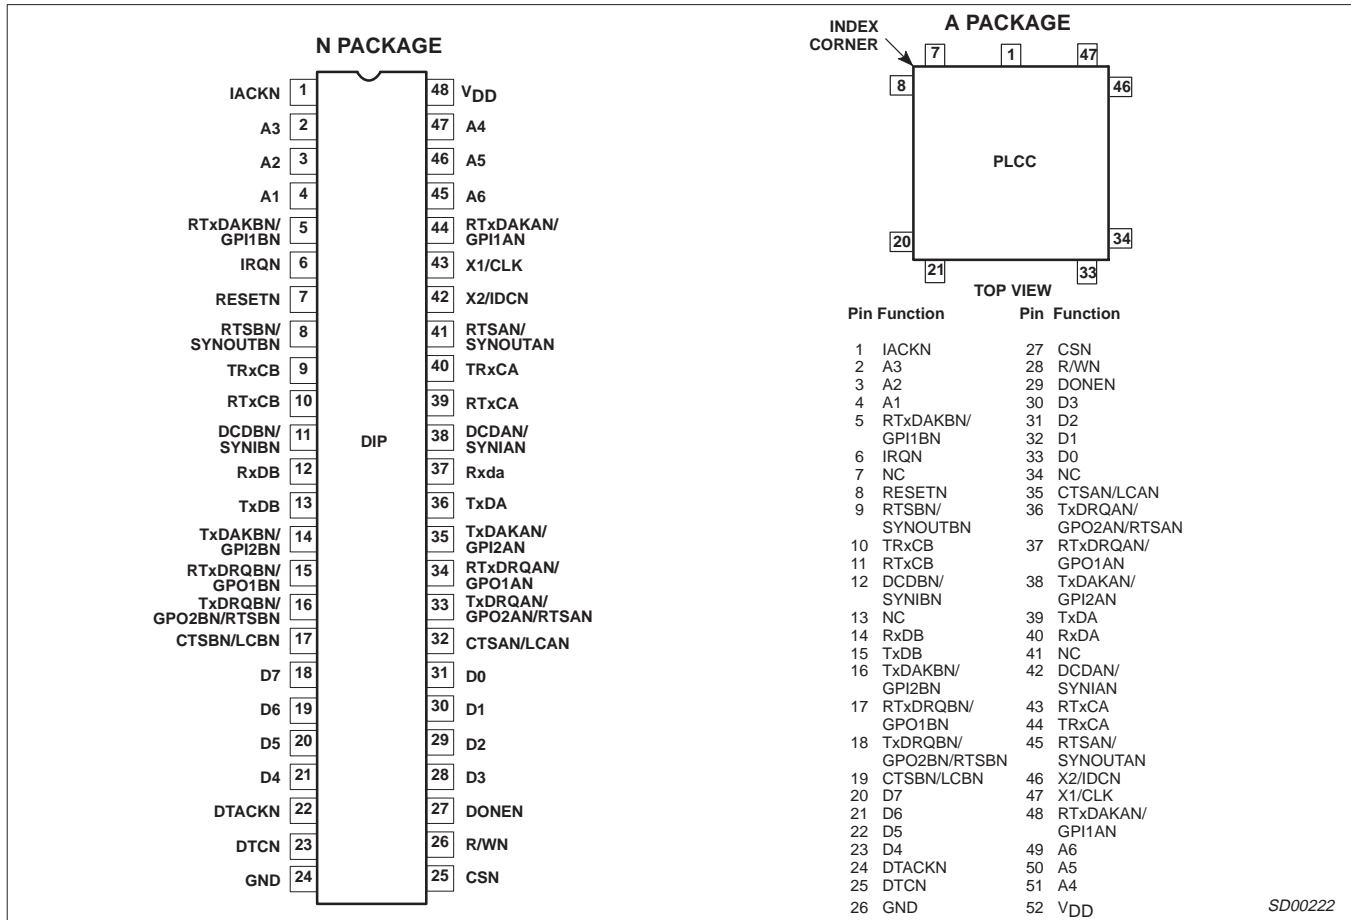 N PACKAGE
IACKN 1
A3 2
A2 3
A1 4
RTxDAKBN/
GPI1BN 5
IRQN 6
RESETN 7
RTSBN/
SYNOUTBN 8
TRxCB 9
RTxCB 10
DCDBN/
SYNIBN 11
RxDB 12
TxDB 13
TxDAKBN/
GPI2BN 14
RTxDRQBN/
GPO1BN 15
TxDRQBN/
GPO2BN/RTSBN 16
CTSBN/LCBN 17
D7 18
D6 19
D5 20
D4 21
DTACKN 22
DTCN 23
GND 24
DIP
48 VDD
47 A4
46 A5
45 A6
44 RTxDAKAN/
GPI1AN
43 X1/CLK
42 X2/IDCN
41 RTSAN/
SYNOUTAN
40 TRxCA
39 RTxCA
38 DCDAN/
SYNIAN
37 Rxda
36 TxDA
35 TxDAKAN/
GPI2AN
34 RTxDRQAN/
GPO1AN
33 TxDRQAN/
GPO2AN/RTSAN
32 CTSAN/LCAN
31 D0
30 D1
29 D2
28 D3
27 DONEN
26 R/WN
25 CSN
A PACKAGE
INDEX
CORNER
7 1 47
8 46
PLCC
20 34
21 33
TOP VIEW
Pin Function
1 IACKN
2 A3
3 A2
4 A1
5 RTxDAKBN/
GPI1BN
6 IRQN
7 NC
8 RESETN
9 RTSBN/
SYNOUTBN
10 TRxCB
11 RTxCB
12 DCDBN/
SYNIBN
13 NC
14 RxDB
15 TxDB
16 TxDAKBN/
GPI2BN
17 RTxDRQBN/
GPO1BN
18 TxDRQBN/
GPO2BN/RTSBN
19 CTSBN/LCBN
20 D7
21 D6
22 D5
23 D4
24 DTACKN
25 DTCN
26 GND
Pin Function
27 CSN
28 R/WN
29 DONEN
30 D3
31 D2
32 D1
33 D0
34 NC
35 CTSAN/LCAN
36 TxDRQAN/
GPO2AN/RTSAN
37 RTxDRQAN/
GPO1AN
38 TxDAKAN/
GPI2AN
39 TxDA
40 RxDA
41 NC
42 DCDAN/
SYNIAN
43 RTxCA
44 TRxCA
45 RTSAN/
SYNOUTAN
46 X2/IDCN
47 X1/CLK
48 RTxDAKAN/
GPI1AN
49 A6
50 A5
51 A4
52 VDD
SD00222